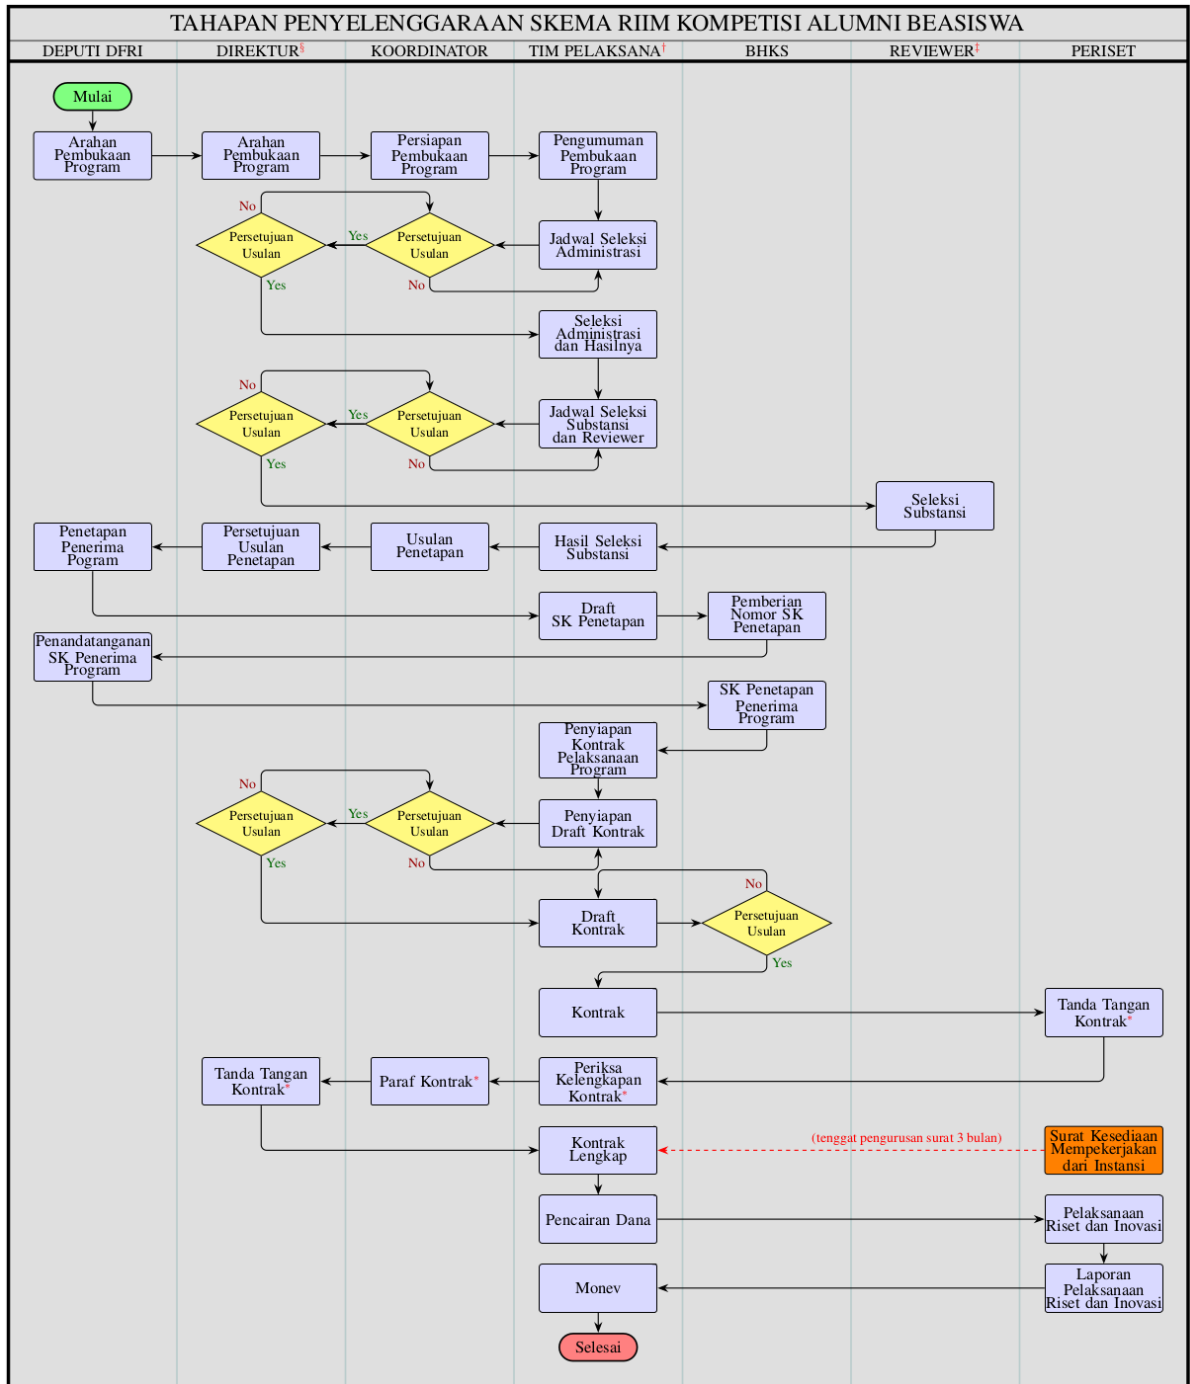 TAHAPAN PENYELENGGARAAN SKEMA RIIM KOMPETISI ALUMNI BEASISWA
DEPUTI DFRI
DIREKTUR§
KOORDINATOR
TIM PELAKSANA†
BHKS
REVIEWER‡
PERISET
Mulai
Arahan
Pembukaan
Program
Arahan
Pembukaan
Program
Persiapan
Pembukaan
Program
Pengumuman
Pembukaan
Program
No
Persetujuan
Usulan
Yes
Yes
Persetujuan
Usulan
No
Jadwal Seleksi
Administrasi
Seleksi
Administrasi
dan Hasilnya
No
Persetujuan
Usulan
Yes
Yes
Persetujuan
Usulan
No
Jadwal Seleksi
Substansi
dan Reviewer
Seleksi
Substansi
Penetapan
Penerima
Pogram
Persetujuan
Usulan
Penetapan
Usulan
Penetapan
Hasil Seleksi
Substansi
Draft
SK Penetapan
Pemberian
Nomor SK
Penetapan
Penandatanganan
SK Penerima
Program
SK Penetapan
Penerima
Program
Penyiapan
Kontrak
Pelaksanaan
Program
No
Persetujuan
Usulan
Yes
Yes
Persetujuan
Usulan
No
Penyiapan
Draft Kontrak
Draft
Kontrak
No
Persetujuan
Usulan
Yes
Kontrak
Tanda Tangan
Kontrak*
Tanda Tangan
Kontrak*
Paraf Kontrak*
Periksa
Kelengkapan
Kontrak*
Kontrak
Lengkap
(tenggat pengurusan surat 3 bulan)
Surat Kesediaan
Mempekerjakan
dari Instansi
Pencairan Dana
Pelaksanaan
Riset dan Inovasi
Monev
Laporan
Pelaksanaan
Riset dan Inovasi
Selesai